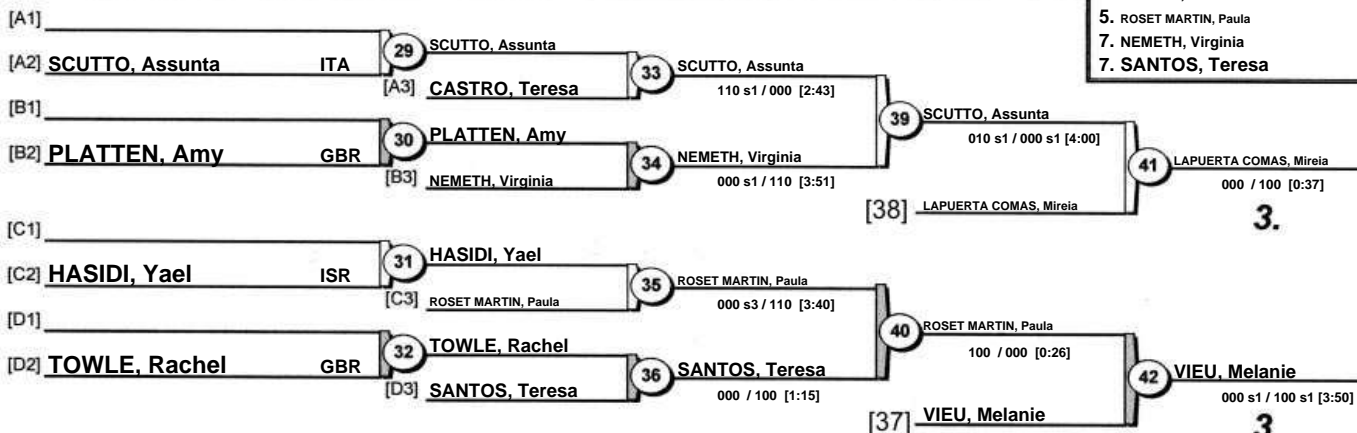 5. ROSET MARTIN, Paula
7. NEMETH, Virginia
7. SANTOS, Teresa
[A1]
[A2] SCUTTO, Assunta ITA
29
SCUTTO, Assunta
[A3] CASTRO, Teresa
33
SCUTTO, Assunta
110 s1 / 000 [2:43]
[B1]
[B2] PLATTEN, Amy GBR
30
PLATTEN, Amy
[B3] NEMETH, Virginia
34
NEMETH, Virginia
000 s1 / 110 [3:51]
39
SCUTTO, Assunta
010 s1 / 000 s1 [4:00]
[38] LAPUERTA COMAS, Mireia
41
LAPUERTA COMAS, Mireia
000 / 100 [0:37]
3.
[C1]
[C2] HASIDI, Yael ISR
31
HASIDI, Yael
[C3] ROSET MARTIN, Paula
35
ROSET MARTIN, Paula
000 s3 / 110 [3:40]
[D1]
[D2] TOWLE, Rachel GBR
32
TOWLE, Rachel
[D3] SANTOS, Teresa
36
SANTOS, Teresa
000 / 100 [1:15]
40
ROSET MARTIN, Paula
100 / 000 [0:26]
[37] VIEU, Melanie
42
VIEU, Melanie
000 s1 / 100 s1 [3:50]
3